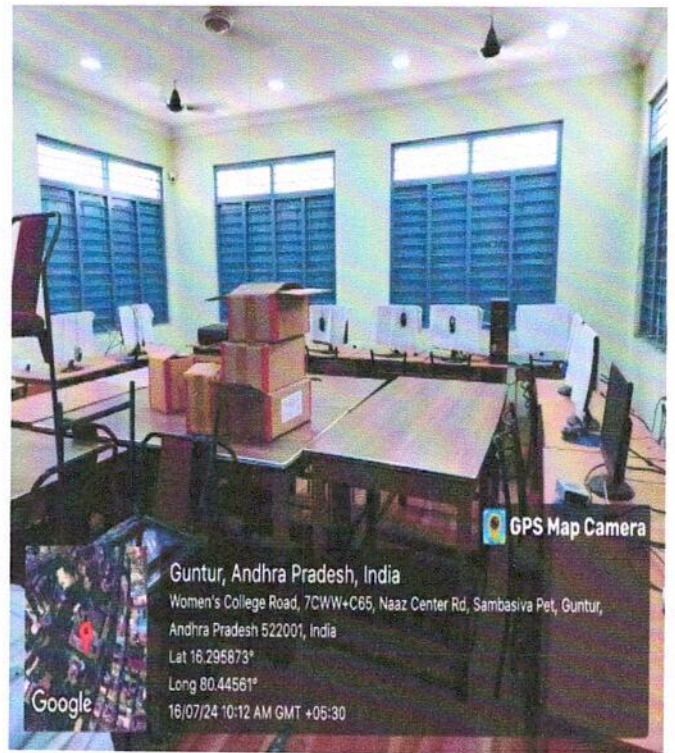 GPS Map Camera
Guntur, Andhra Pradesh, India
Women's College Road, 7CWW+C65, Naaz Center Rd, Sambasiva Pet, Guntur,
Andhra Pradesh 522001, India
Lat 16.295873°
Long 80.44561°
16/07/24 10:12 AM GMT +05:30
Google